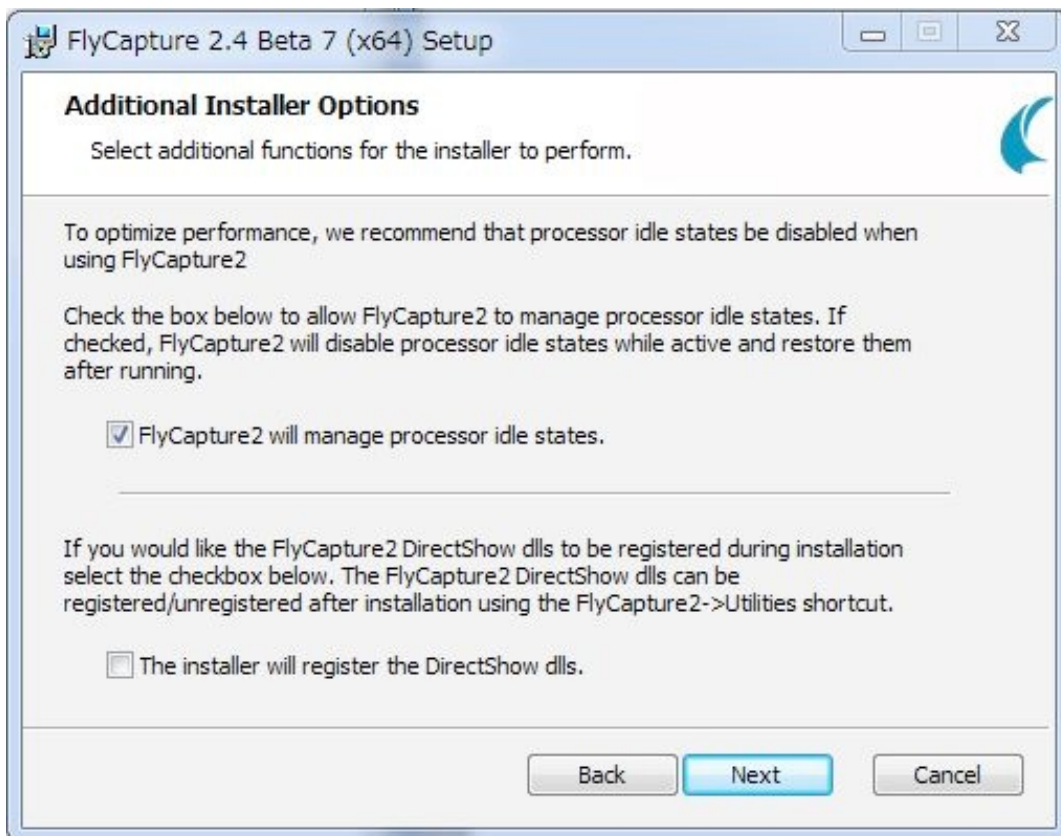 FlyCapture 2.4 Beta 7 (x64) Setup
Additional Installer Options
Select additional functions for the installer to perform.
To optimize performance, we recommend that processor idle states be disabled when
using FlyCapture2
Check the box below to allow FlyCapture2 to manage processor idle states. If
checked, FlyCapture2 will disable processor idle states while active and restore them
after running.
FlyCapture2 will manage processor idle states.
If you would like the FlyCapture2 DirectShow dlls to be registered during installation
select the checkbox below. The FlyCapture2 DirectShow dlls can be
registered/unregistered after installation using the FlyCapture2->Utilities shortcut.
The installer will register the DirectShow dlls.
Back Next Cancel